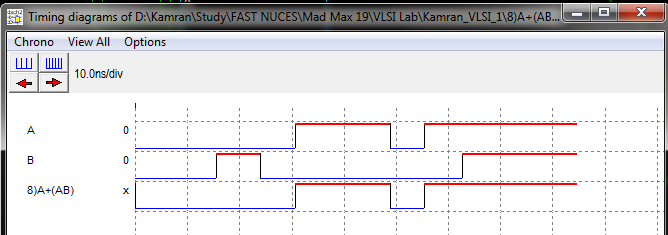 Timing diagrams of D:\Kamran\Study\FAST NUCES\Mad Max 19\VLSI Lab\Kamran_VLSI_1\8)A+(AB...
Chrono View All Options
10.0ns/div
A 0
B 0
8)A+(AB) x